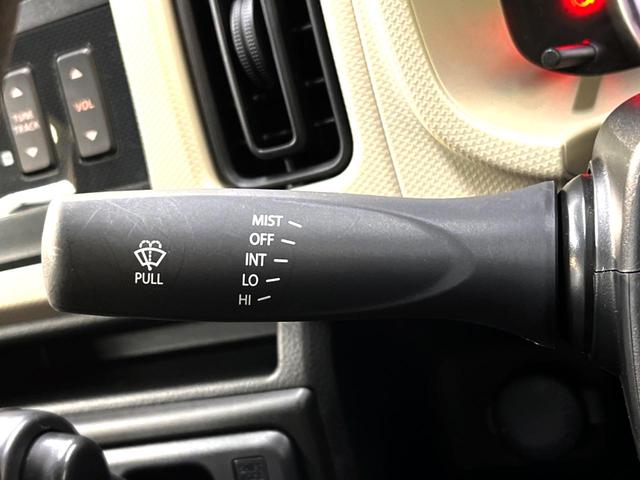 TUNE
TRACK
VOL
MIST
OFF
INT
LO
HI
PULL